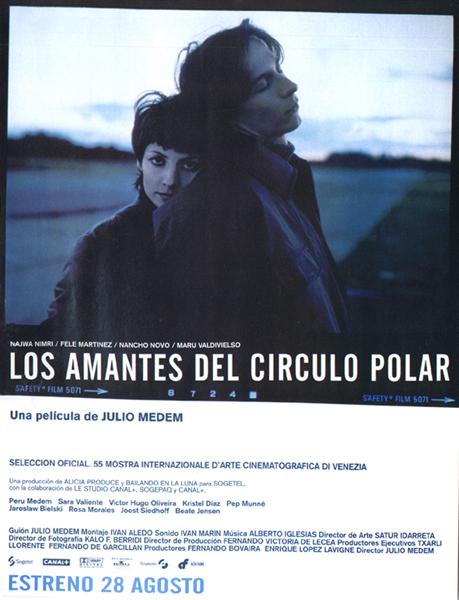 NAJWA NIMRI / FELE MARTINEZ / NANCHO NOVO / MARU VALDIVIELSO
LOS AMANTES DEL CIRCULO POLAR
SAFETY FILM 5071
8 7 2 4
SAFETY FILM 5071
Una película de JULIO MEDEM
SELECCION OFICIAL. 55 MOSTRA INTERNAZIONALE D'ARTE CINEMATOGRAFICA DI VENEZIA
Una producción de ALICIA PRODUCE y BAILANDO EN LA LUNA para SOGETEL,
con la colaboración de LE STUDIO CANAL+, SOGEPAQ y CANAL+.
Peru Medem Sara Valiente Victor Hugo Oliveira Kristel Díaz Pep Munné
Jaroslaw Bielski Rosa Morales Joost Siedhoff Beate Jensen
Guión JULIO MEDEM Montaje IVAN ALEDO Sonido IVAN MARIN Música ALBERTO IGLESIAS Director de Arte SATUR IDARRETA
Director de Fotografía KALO F. BERRIDI Director de Producción FERNANDO VICTORIA DE LECEA Productores Ejecutivos TXARLI
LLORENTE FERNANDO DE GARCILLAN Productores FERNANDO BOVAIRA ENRIQUE LOPEZ LAVIGNE Director JULIO MEDEM
Sogetel CANAL+
ESTRENO 28 AGOSTO